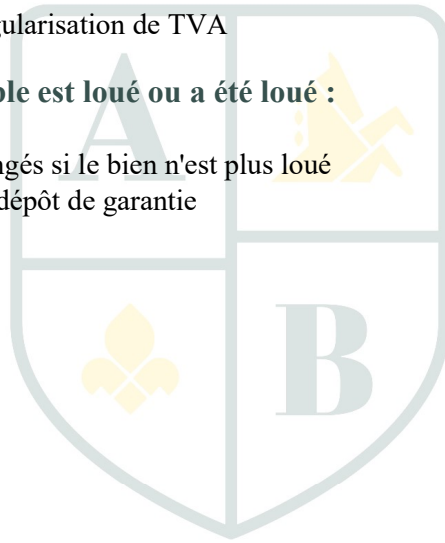 gularisation de TVA
ble est loué ou a été loué :
ngés si le bien n'est plus loué
dépôt de garantie
A
B